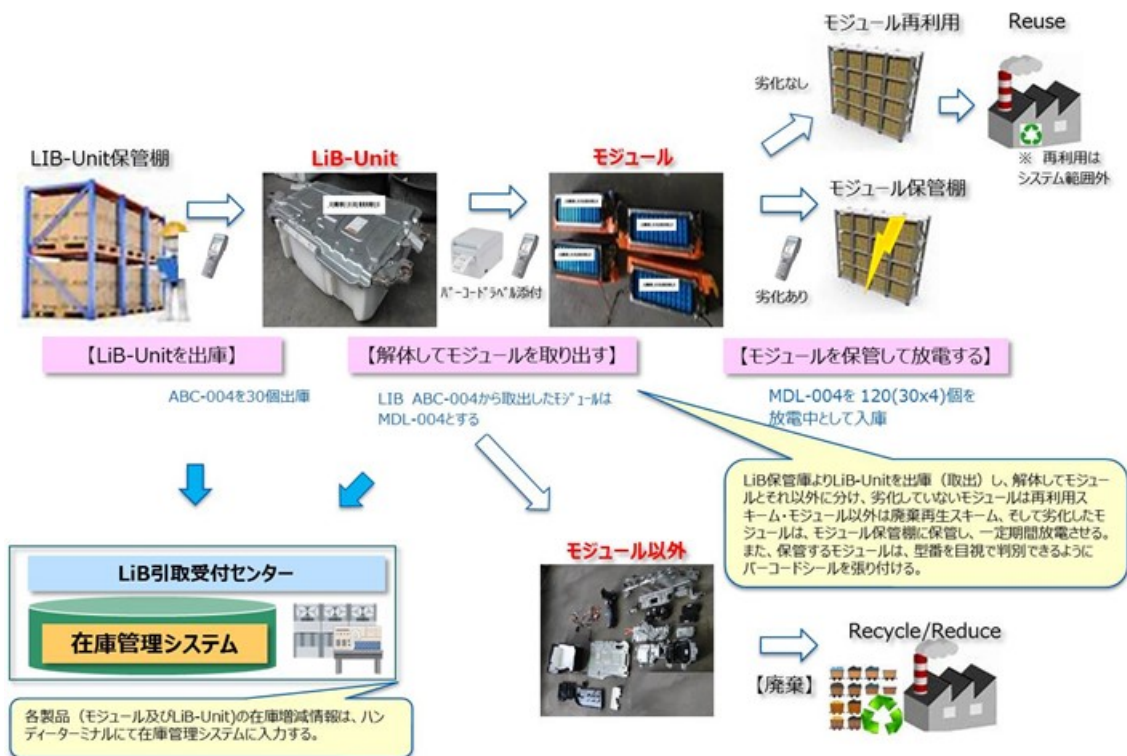 モジュール再利用
Reuse
劣化なし
LIB-Unit保管棚
LiB-Unit
モジュール
※ 再利用は
システム範囲外
モジュール保管棚
バーコードラベル添付
劣化あり
【LiB-Unitを出庫】
【解体してモジュールを取り出す】
【モジュールを保管して放電する】
ABC-004を30個出庫
LIB ABC-004から取出したモジュールは
MDL-004とする
MDL-004を 120(30x4)個を
放電中として入庫
LiB保管庫よりLiB-Unitを出庫（取出）し、解体してモジュー
ルとそれ以外に分け、劣化していないモジュールは再利用ス
キーム・モジュール以外は廃棄再生スキーム、そして劣化したモ
ジュールは、モジュール保管棚に保管し、一定期間放電させる。
また、保管するモジュールは、型番を目視で判別できるように
バーコードシールを張り付ける。
LiB引取受付センター
在庫管理システム
モジュール以外
Recycle/Reduce
【廃棄】
各製品（モジュール及びLiB-Unit)の在庫増減情報は、ハン
ディーターミナルにて在庫管理システムに入力する。